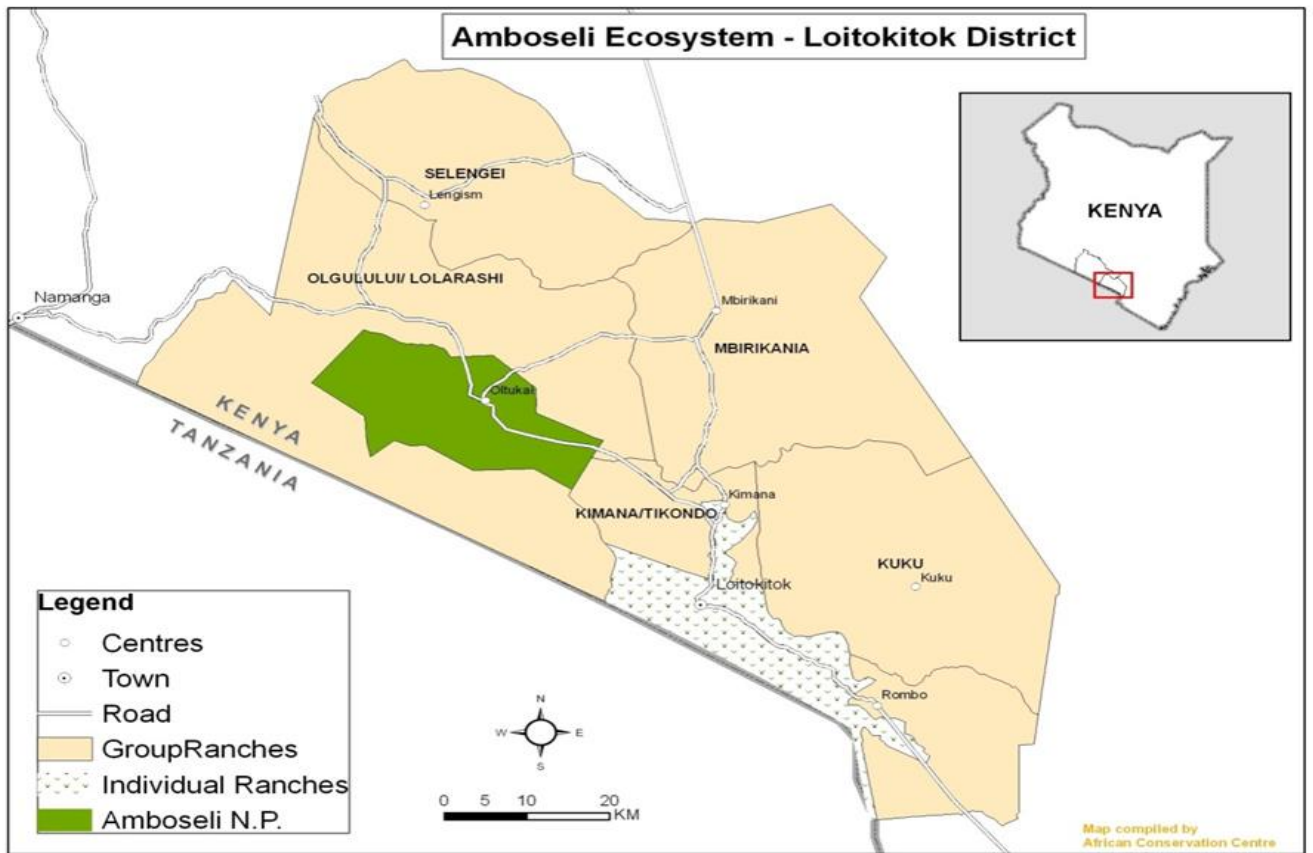 Amboseli Ecosystem - Loitokitok District
KENYA
SELENGEI
Lengism
OLGULULUI/ LOLARASHI
Namanga
Mbirikani
MBIRIKANIA
Oltukai
KENYA
TANZANIA
Kimana
KIMANA/TIKONDO
KUKU
Kuku
Loitokitok
Rombo
Legend
Centres
Town
Road
GroupRanches
Individual Ranches
Amboseli N.P.
N
W E
S
0 5 10 20
KM
Map compiled by
African Conservation Centre